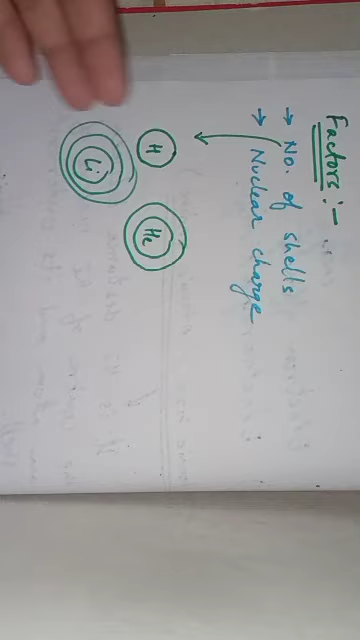 Factors :-
→ No. of shells
→ Nuclear charge
H
He
Li